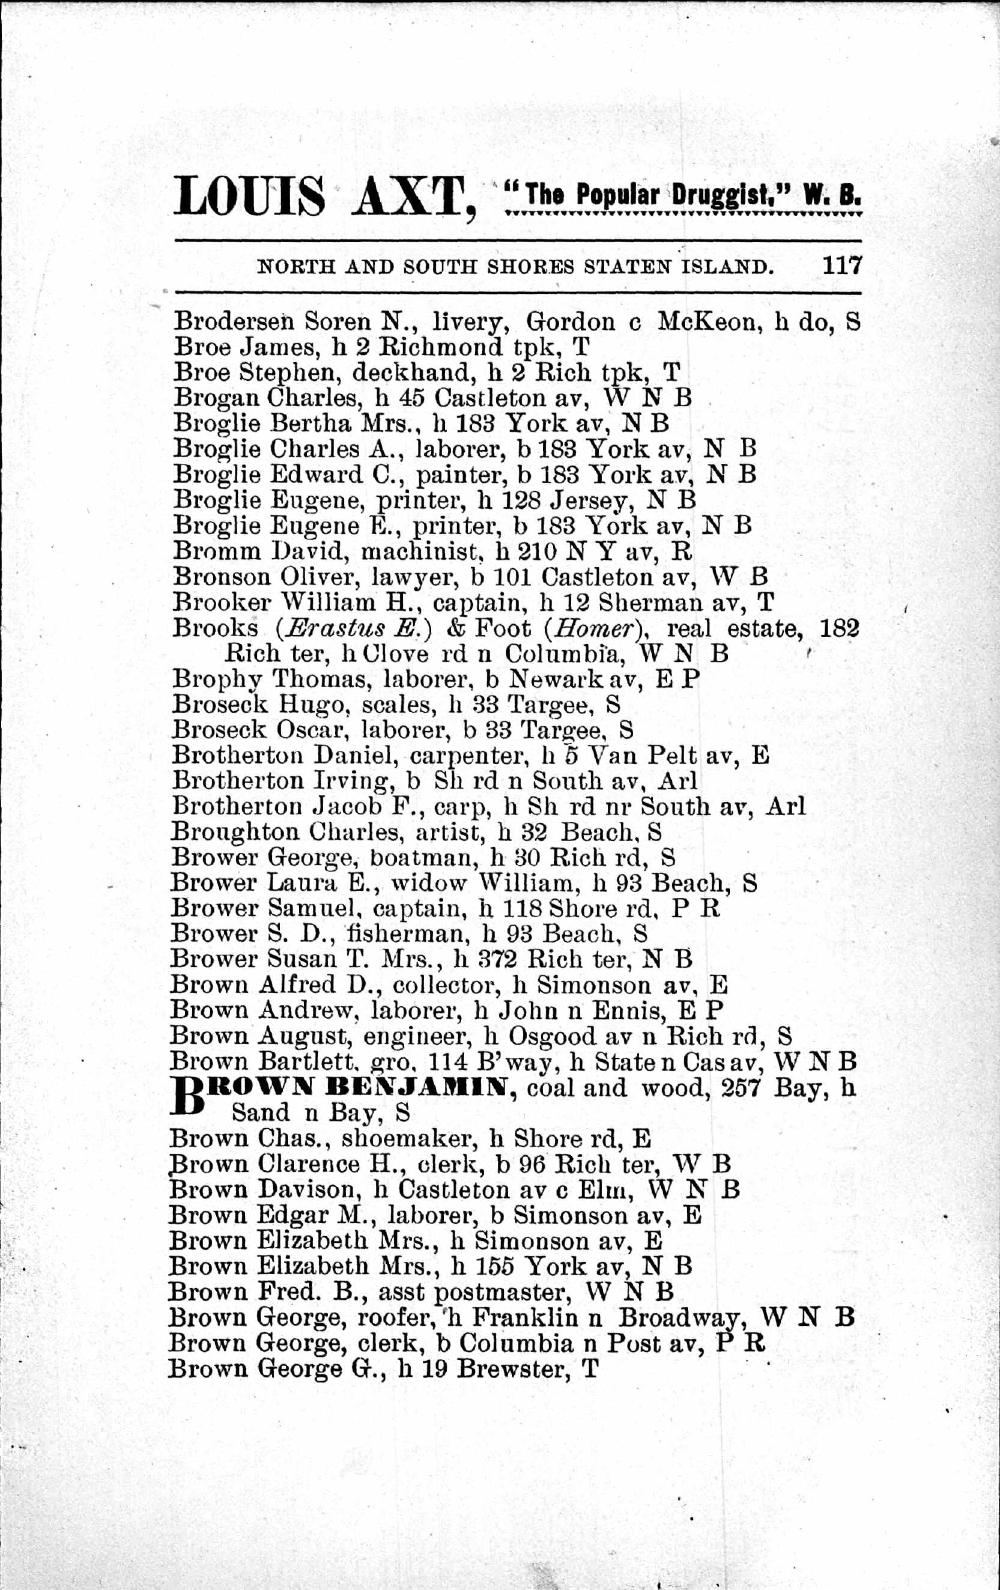 LOUIS AXT, “The Popular Druggist,” W. B.
NORTH AND SOUTH SHORES STATEN ISLAND. 117
Brodersen Soren N., livery, Gordon c McKeon, h do, S
Broe James, h 2 Richmond tpk, T
Broe Stephen, deckhand, h 2 Rich tpk, T
Brogan Charles, h 45 Castleton av, W N B
Broglie Bertha Mrs., h 183 York av, N B
Broglie Charles A., laborer, b 183 York av, N B
Broglie Edward C., painter, b 183 York av, N B
Broglie Eugene, printer, h 128 Jersey, N B
Broglie Eugene E., printer, b 183 York av, N B
Bromm David, machinist, h 210 N Y av, R
Bronson Oliver, lawyer, b 101 Castleton av, W B
Brooker William H., captain, h 12 Sherman av, T
Brooks (Erastus E.) & Foot (Homer), real estate, 182
Rich ter, h Clove rd n Columbia, W N B
Brophy Thomas, laborer, b Newark av, E P
Broseck Hugo, scales, h 33 Targee, S
Broseck Oscar, laborer, b 33 Targee, S
Brotherton Daniel, carpenter, h 5 Van Pelt av, E
Brotherton Irving, b Sh rd n South av, Arl
Brotherton Jacob F., carp, h Sh rd nr South av, Arl
Broughton Charles, artist, h 32 Beach, S
Brower George, boatman, h 30 Rich rd, S
Brower Laura E., widow William, h 93 Beach, S
Brower Samuel, captain, h 118 Shore rd, P R
Brower S. D., fisherman, h 93 Beach, S
Brower Susan T. Mrs., h 372 Rich ter, N B
Brown Alfred D., collector, h Simonson av, E
Brown Andrew, laborer, h John n Ennis, E P
Brown August, engineer, h Osgood av n Rich rd, S
Brown Bartlett, gro, 114 B’way, h State n Cas av, W N B
BROWN BENJAMIN, coal and wood, 257 Bay, h
Sand n Bay, S
Brown Chas., shoemaker, h Shore rd, E
Brown Clarence H., clerk, b 96 Rich ter, W B
Brown Davison, h Castleton av c Elm, W N B
Brown Edgar M., laborer, b Simonson av, E
Brown Elizabeth Mrs., h Simonson av, E
Brown Elizabeth Mrs., h 155 York av, N B
Brown Fred. B., asst postmaster, W N B
Brown George, roofer, h Franklin n Broadway, W N B
Brown George, clerk, b Columbia n Post av, P R
Brown George G., h 19 Brewster, T